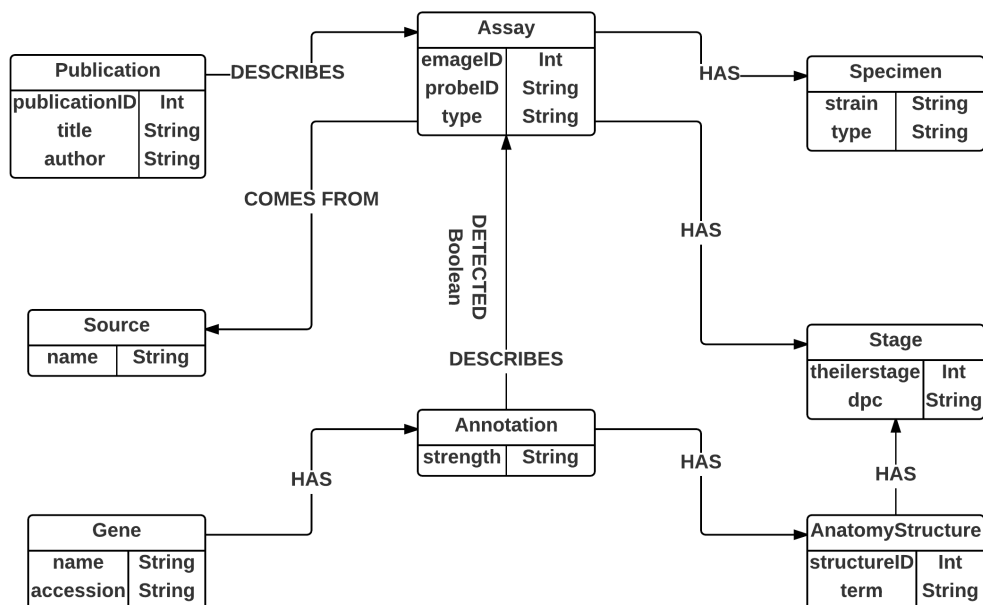 Assay
emageID Int
probeID String
type String
Publication
publicationID Int
title String
author String
DESCRIBES
HAS
Specimen
strain String
type String
COMES FROM
DETECTED
Boolean
HAS
Source
name String
DESCRIBES
Stage
theilerstage Int
dpc String
Annotation
strength String
HAS
HAS
HAS
Gene
name String
accession String
AnatomyStructure
structureID Int
term String